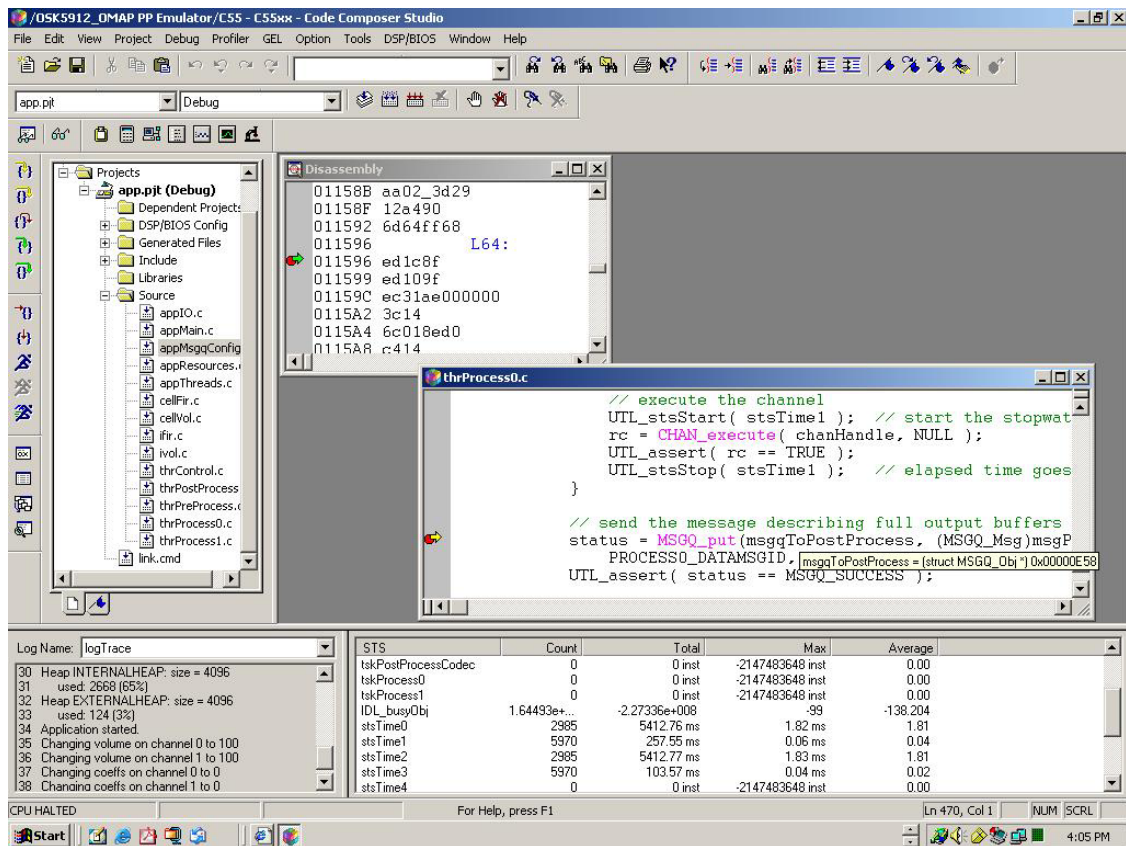 /OSK5912_OMAP PP Emulator/C55 - C55xx - Code Composer Studio
File Edit View Project Debug Profiler GEL Option Tools DSP/BIOS Window Help
app.pjt Debug
Projects
app.pjt (Debug)
Dependent Projects
DSP/BIOS Config
Generated Files
Include
Libraries
Source
appIO.c
appMain.c
appMsgqConfig
appResources.
appThreads.c
cellFir.c
cellVol.c
ifir.c
ivol.c
thrControl.c
thrPostProcess
thrPreProcess.c
thrProcess0.c
thrProcess1.c
link.cmd
Disassembly
01158B aa02_3d29
01158F 12a490
011592 6d64ff68
011596 L64:
011596 ed1c8f
011599 ed109f
01159C ec31ae000000
0115A2 3c14
0115A4 6c018ed0
0115A8 c414
thrProcess0.c
// execute the channel
UTL_stsStart( stsTime1 ); // start the stopwat
rc = CHAN_execute( chanHandle, NULL );
UTL_assert( rc == TRUE );
UTL_stsStop( stsTime1 ); // elapsed time goes
}
// send the message describing full output buffers
status = MSGQ_put(msgqToPostProcess, (MSGQ_Msg)msgP
PROCESS0_DATAMSGID, msgqToPostProcess = (struct MSGQ_Obj *) 0x00000E58
UTL_assert( status == MSGQ_SUCCESS );
Log Name: logTrace
30 Heap INTERNALHEAP: size = 4096
31 used: 2668 (65%)
32 Heap EXTERNALHEAP: size = 4096
33 used: 124 (3%)
34 Application started.
35 Changing volume on channel 0 to 100
36 Changing volume on channel 1 to 100
37 Changing coeffs on channel 0 to 0
38 Changing coeffs on channel 1 to 0
STS Count Total Max Average
tskPostProcessCodec 0 0 inst -2147483648 inst 0.00
tskProcess0 0 0 inst -2147483648 inst 0.00
tskProcess1 0 0 inst -2147483648 inst 0.00
IDL_busyObj 1.64493e+... -2.27336e+008 -99 -138.204
stsTime0 2985 5412.76 ms 1.82 ms 1.81
stsTime1 5970 257.55 ms 0.06 ms 0.04
stsTime2 2985 5412.77 ms 1.83 ms 1.81
stsTime3 5970 103.57 ms 0.04 ms 0.02
stsTime4 0 0 inst -2147483648 inst 0.00
CPU HALTED For Help, press F1 Ln 470, Col 1 NUM SCRL
Start 4:05 PM